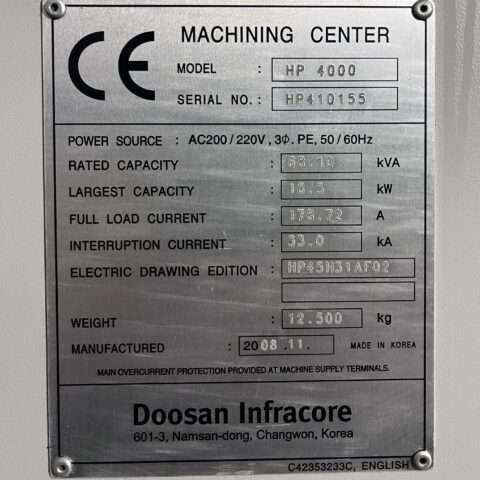 CE MACHINING CENTER
MODEL : HP 4000
SERIAL NO. : HP410155
POWER SOURCE : AC200/220V, 3Φ. PE, 50/60Hz
RATED CAPACITY : kVA
LARGEST CAPACITY : kW
FULL LOAD CURRENT : A
INTERRUPTION CURRENT : 33.0 kA
ELECTRIC DRAWING EDITION : HP45H31AF02
WEIGHT : 12.500 kg
MANUFACTURED : 2008.11. MADE IN KOREA
MAIN OVERCURRENT PROTECTION PROVIDED AT MACHINE SUPPLY TERMINALS.
Doosan Infracore
601-3, Namsan-dong, Changwon, Korea
C42353233C, ENGLISH